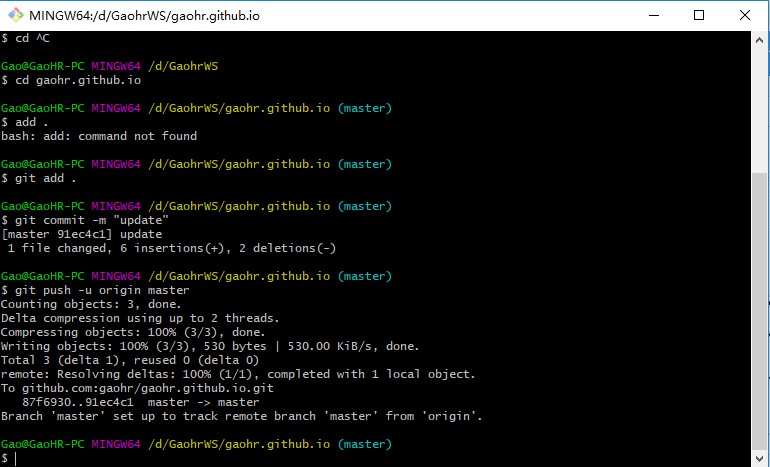 MINGW64:/d/GaohrWS/gaohr.github.io
$ cd ^C
Gao@GaoHR-PC MINGW64 /d/GaohrWS
$ cd gaohr.github.io
Gao@GaoHR-PC MINGW64 /d/GaohrWS/gaohr.github.io (master)
$ add .
bash: add: command not found
Gao@GaoHR-PC MINGW64 /d/GaohrWS/gaohr.github.io (master)
$ git add .
Gao@GaoHR-PC MINGW64 /d/GaohrWS/gaohr.github.io (master)
$ git commit -m "update"
[master 91ec4c1] update
 1 file changed, 6 insertions(+), 2 deletions(-)
Gao@GaoHR-PC MINGW64 /d/GaohrWS/gaohr.github.io (master)
$ git push -u origin master
Counting objects: 3, done.
Delta compression using up to 2 threads.
Compressing objects: 100% (3/3), done.
Writing objects: 100% (3/3), 530 bytes | 530.00 KiB/s, done.
Total 3 (delta 1), reused 0 (delta 0)
remote: Resolving deltas: 100% (1/1), completed with 1 local object.
To github.com:gaohr/gaohr.github.io.git
   87f6930..91ec4c1  master -> master
Branch 'master' set up to track remote branch 'master' from 'origin'.
Gao@GaoHR-PC MINGW64 /d/GaohrWS/gaohr.github.io (master)
$